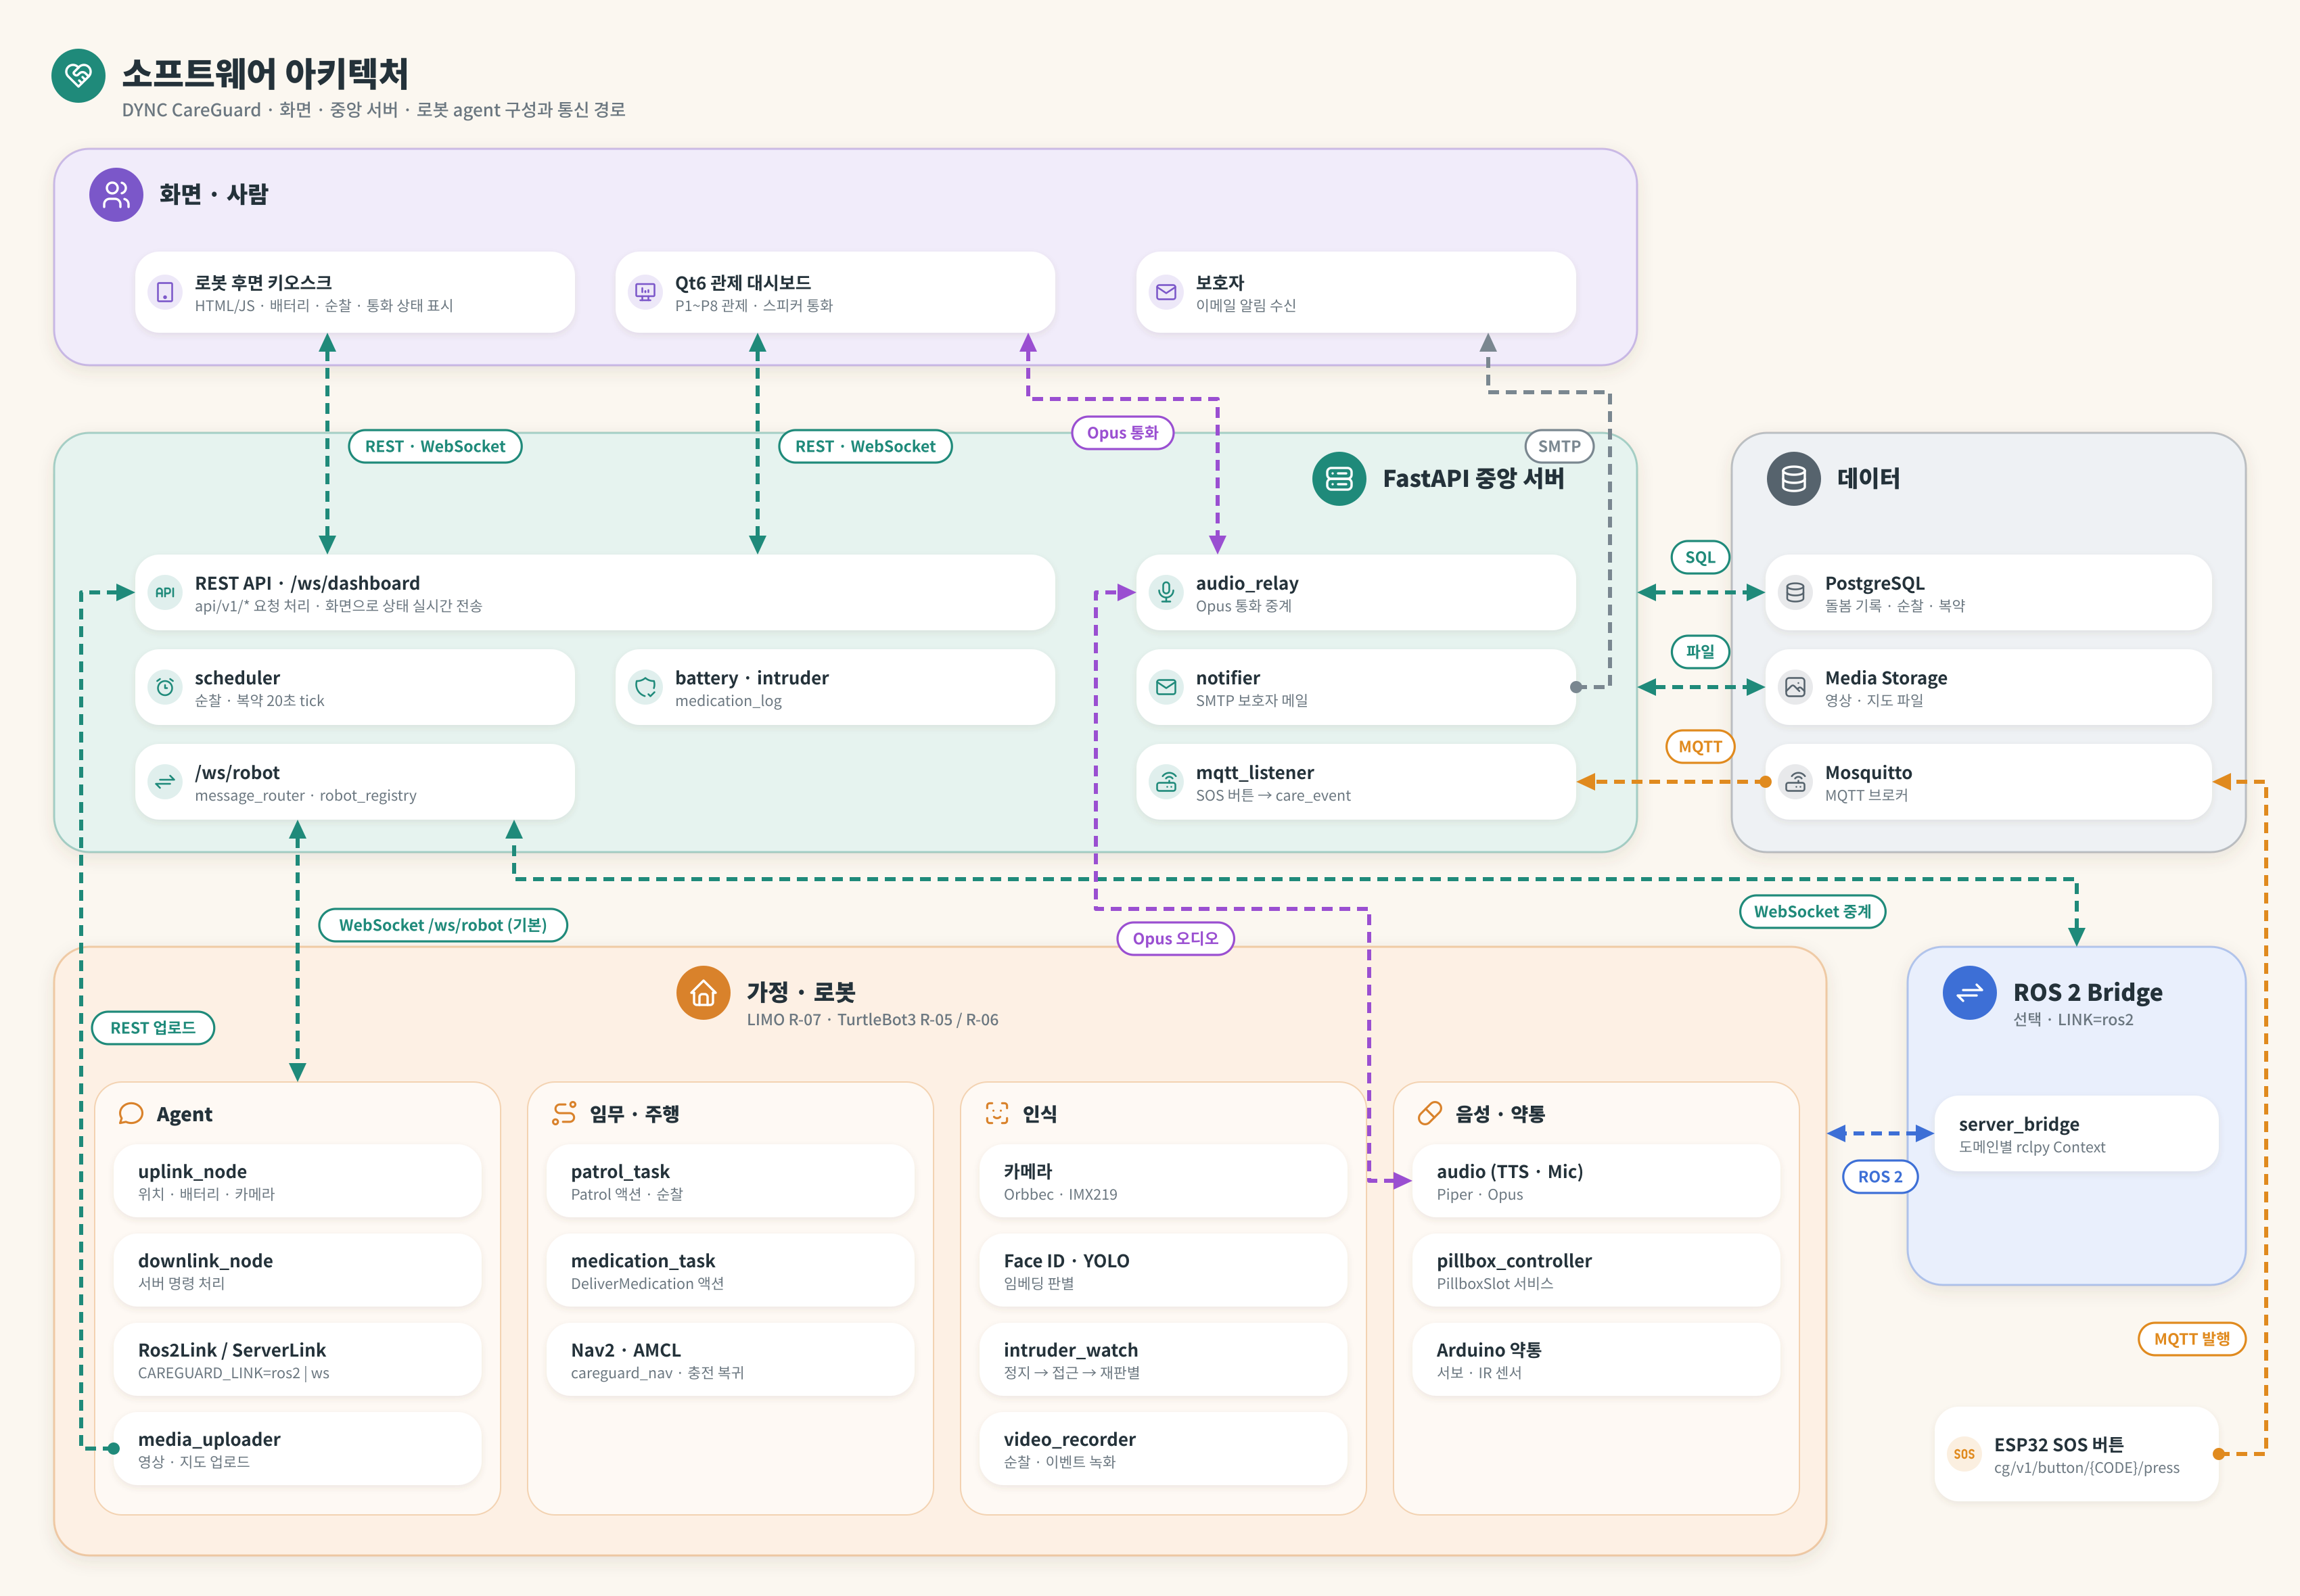 소프트웨어 아키텍처
DYNC CareGuard · 화면 · 중앙 서버 · 로봇 agent 구성과 통신 경로
화면 · 사람
로봇 후면 키오스크
HTML/JS · 배터리 · 순찰 · 통화 상태 표시
Qt6 관제 대시보드
P1~P8 관제 · 스피커 통화
보호자
이메일 알림 수신
REST · WebSocket
REST · WebSocket
Opus 통화
SMTP
FastAPI 중앙 서버
API
REST API · /ws/dashboard
api/v1/* 요청 처리 · 화면으로 상태 실시간 전송
audio_relay
Opus 통화 중계
scheduler
순찰 · 복약 20초 tick
battery · intruder
medication_log
notifier
SMTP 보호자 메일
/ws/robot
message_router · robot_registry
mqtt_listener
SOS 버튼 → care_event
SQL
파일
MQTT
데이터
PostgreSQL
돌봄 기록 · 순찰 · 복약
Media Storage
영상 · 지도 파일
Mosquitto
MQTT 브로커
WebSocket /ws/robot (기본)
Opus 오디오
WebSocket 중계
REST 업로드
가정 · 로봇
LIMO R-07 · TurtleBot3 R-05 / R-06
Agent
uplink_node
위치 · 배터리 · 카메라
downlink_node
서버 명령 처리
Ros2Link / ServerLink
CAREGUARD_LINK=ros2 | ws
media_uploader
영상 · 지도 업로드
임무 · 주행
patrol_task
Patrol 액션 · 순찰
medication_task
DeliverMedication 액션
Nav2 · AMCL
careguard_nav · 충전 복귀
인식
카메라
Orbbec · IMX219
Face ID · YOLO
임베딩 판별
intruder_watch
정지 → 접근 → 재판별
video_recorder
순찰 · 이벤트 녹화
음성 · 약통
audio (TTS · Mic)
Piper · Opus
pillbox_controller
PillboxSlot 서비스
Arduino 약통
서보 · IR 센서
ROS 2
ROS 2 Bridge
선택 · LINK=ros2
server_bridge
도메인별 rclpy Context
MQTT 발행
SOS
ESP32 SOS 버튼
cg/v1/button/{CODE}/press